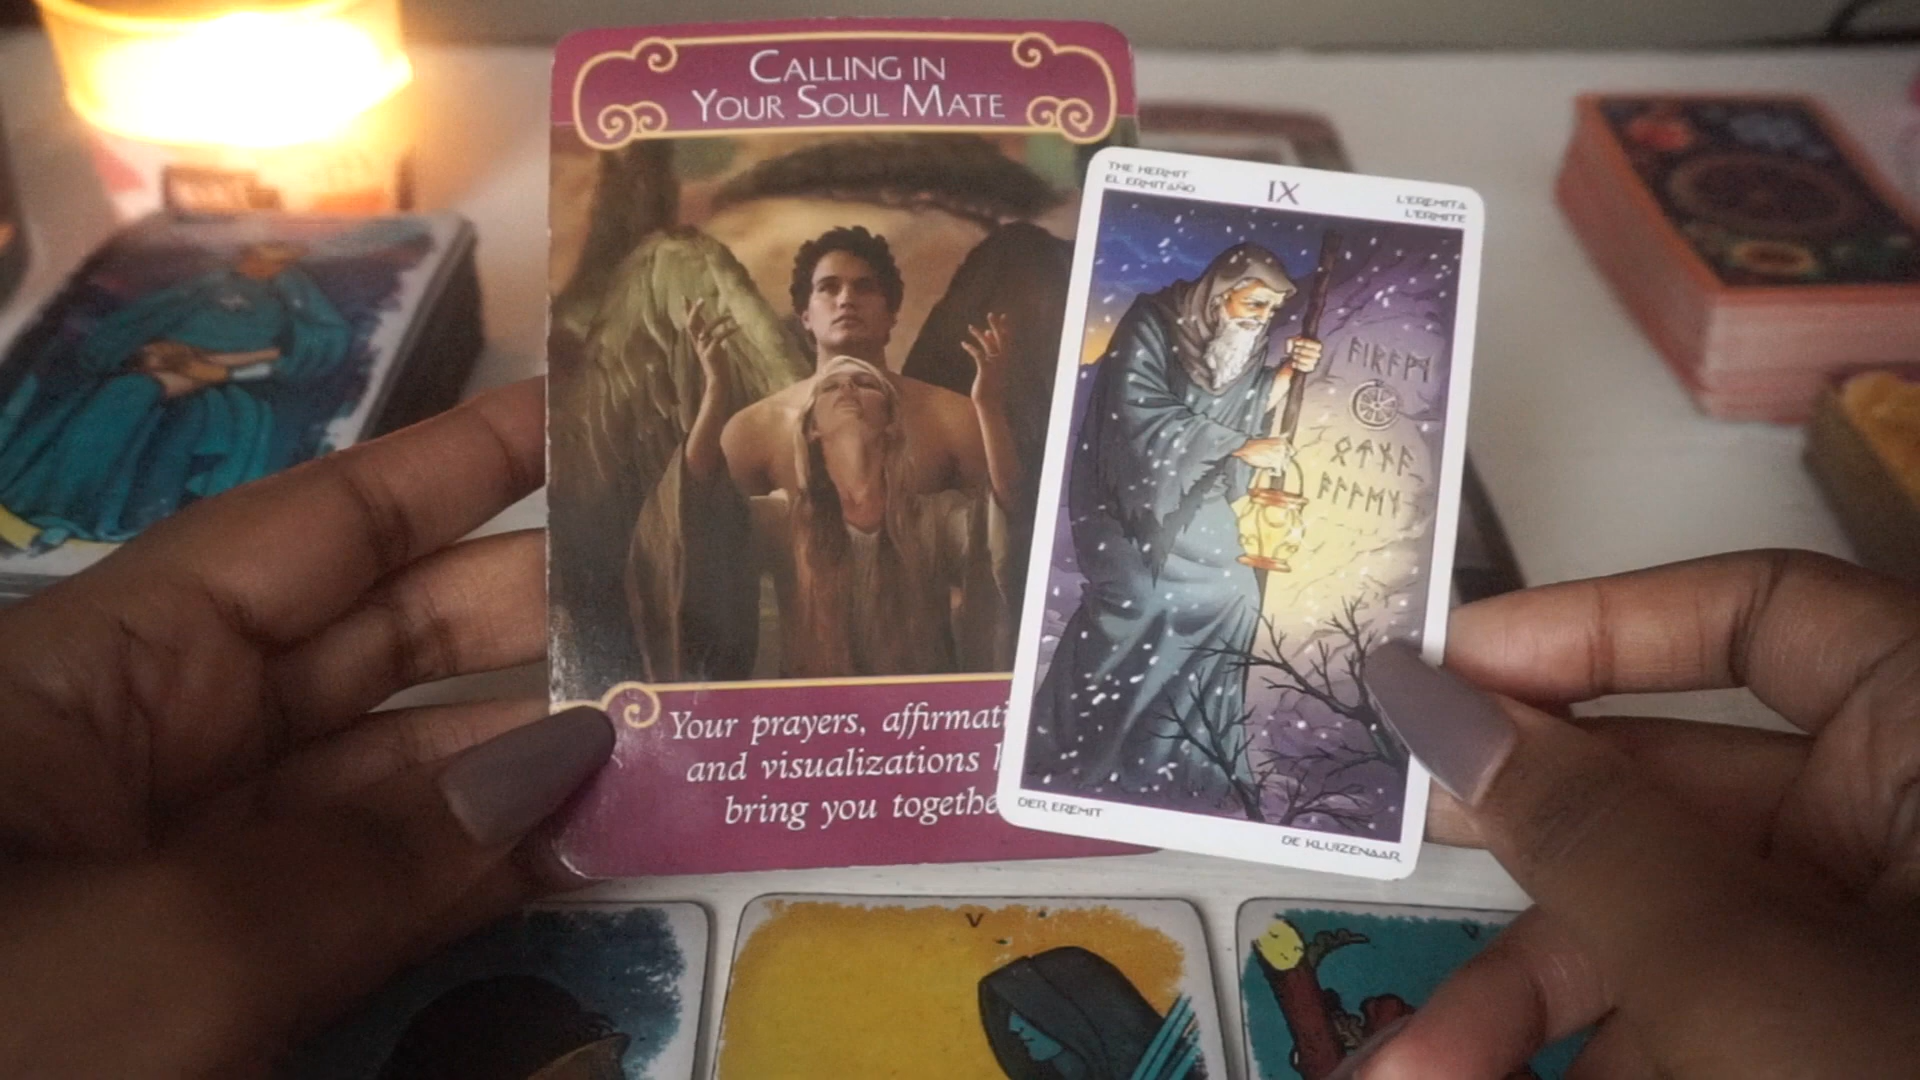 CALLING IN
YOUR SOUL MATE
Your prayers, affirmati
and visualizations
bring you togethe
THE HERMIT
EL ERMITAÑO
IX
L'EREMITA
L'ERMITE
DER EREMIT
DE KLUIZENAAR
V
V